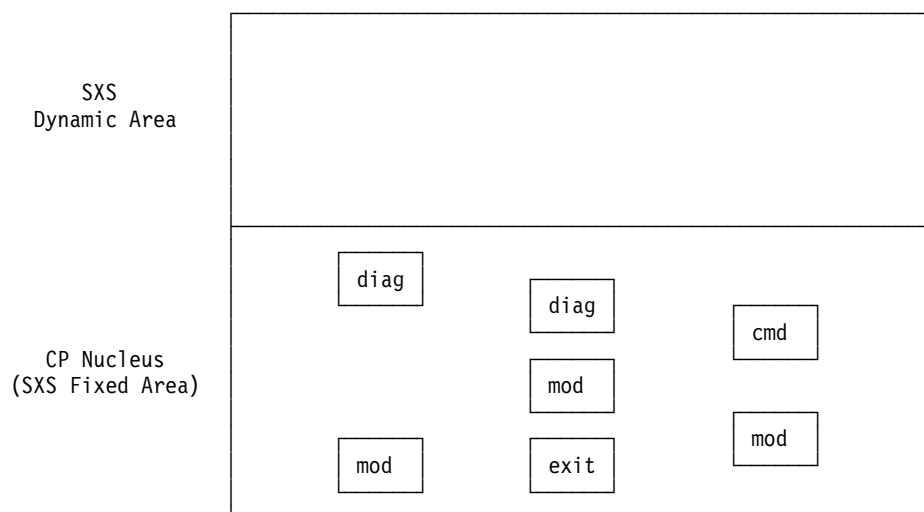 SXS
Dynamic Area
diag
diag
cmd
CP Nucleus
(SXS Fixed Area)
mod
mod
mod
exit